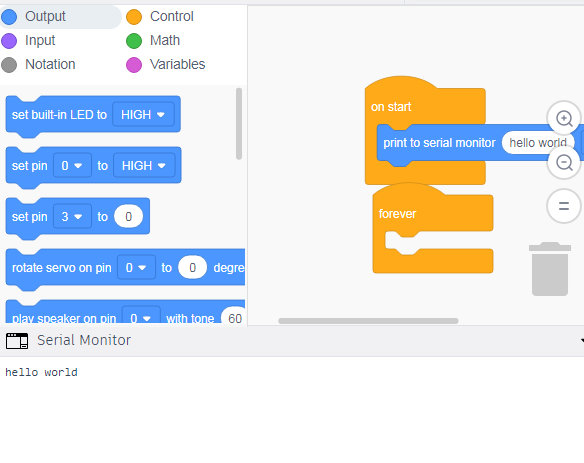 Output
Control
Input
Math
Notation
Variables
set built-in LED to HIGH
set pin 0 to HIGH
set pin 3 to 0
rotate servo on pin 0 to 0 degre
play speaker on pin 0 with tone 60
on start
print to serial monitor hello world
forever
Serial Monitor
hello world